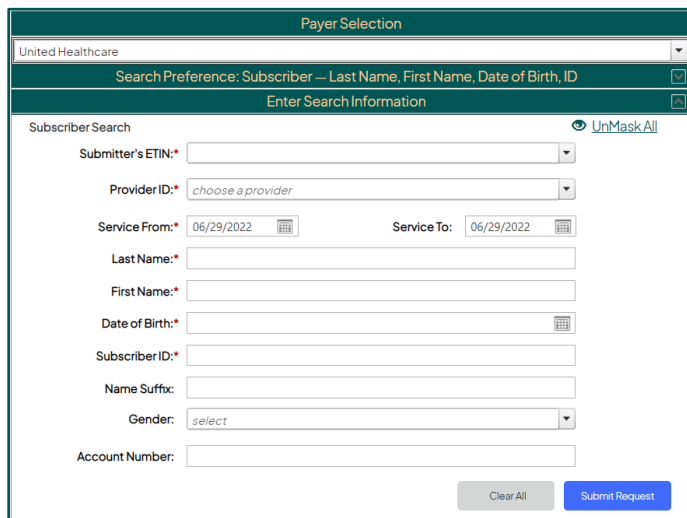 Payer Selection
United Healthcare
Search Preference: Subscriber — Last Name, First Name, Date of Birth, ID
Enter Search Information
Subscriber Search
UnMask All
Submitter's ETIN:*
Provider ID:* choose a provider
Service From:* 06/29/2022 Service To: 06/29/2022
Last Name:*
First Name:*
Date of Birth:*
Subscriber ID:*
Name Suffix:
Gender: select
Account Number:
Clear All Submit Request